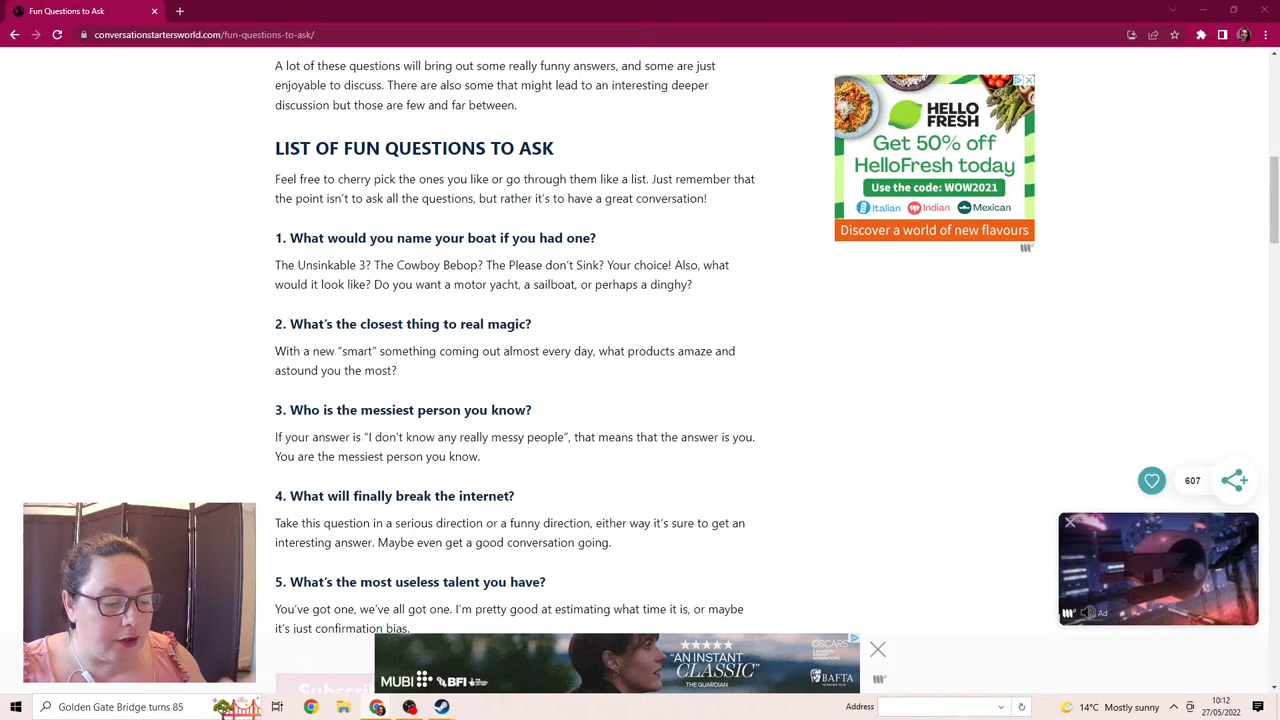 Fun Questions to Ask
conversationstartersworld.com/fun-questions-to-ask/
A lot of these questions will bring out some really funny answers, and some are just
enjoyable to discuss. There are also some that might lead to an interesting deeper
discussion but those are few and far between.
LIST OF FUN QUESTIONS TO ASK
Feel free to cherry pick the ones you like or go through them like a list. Just remember that
the point isn't to ask all the questions, but rather it's to have a great conversation!
1. What would you name your boat if you had one?
The Unsinkable 3? The Cowboy Bebop? The Please don't Sink? Your choice! Also, what
would it look like? Do you want a motor yacht, a sailboat, or perhaps a dinghy?
2. What's the closest thing to real magic?
With a new “smart” something coming out almost every day, what products amaze and
astound you the most?
3. Who is the messiest person you know?
If your answer is “I don't know any really messy people”, that means that the answer is you.
You are the messiest person you know.
4. What will finally break the internet?
Take this question in a serious direction or a funny direction, either way it's sure to get an
interesting answer. Maybe even get a good conversation going.
5. What's the most useless talent you have?
You've got one, we've all got one. I'm pretty good at estimating what time it is, or maybe
it's just confirmation bias.
HELLO
FRESH
Get 50% off
HelloFresh today
Use the code: WOW2021
Italian Indian Mexican
Discover a world of new flavours
607
Ad
Subscribe
MUBI BFI
★★★★★
“AN INSTANT
CLASSIC”
THE GUARDIAN
OSCARS
BAFTA
Golden Gate Bridge turns 85
Address
14°C Mostly sunny
10:12
27/05/2022